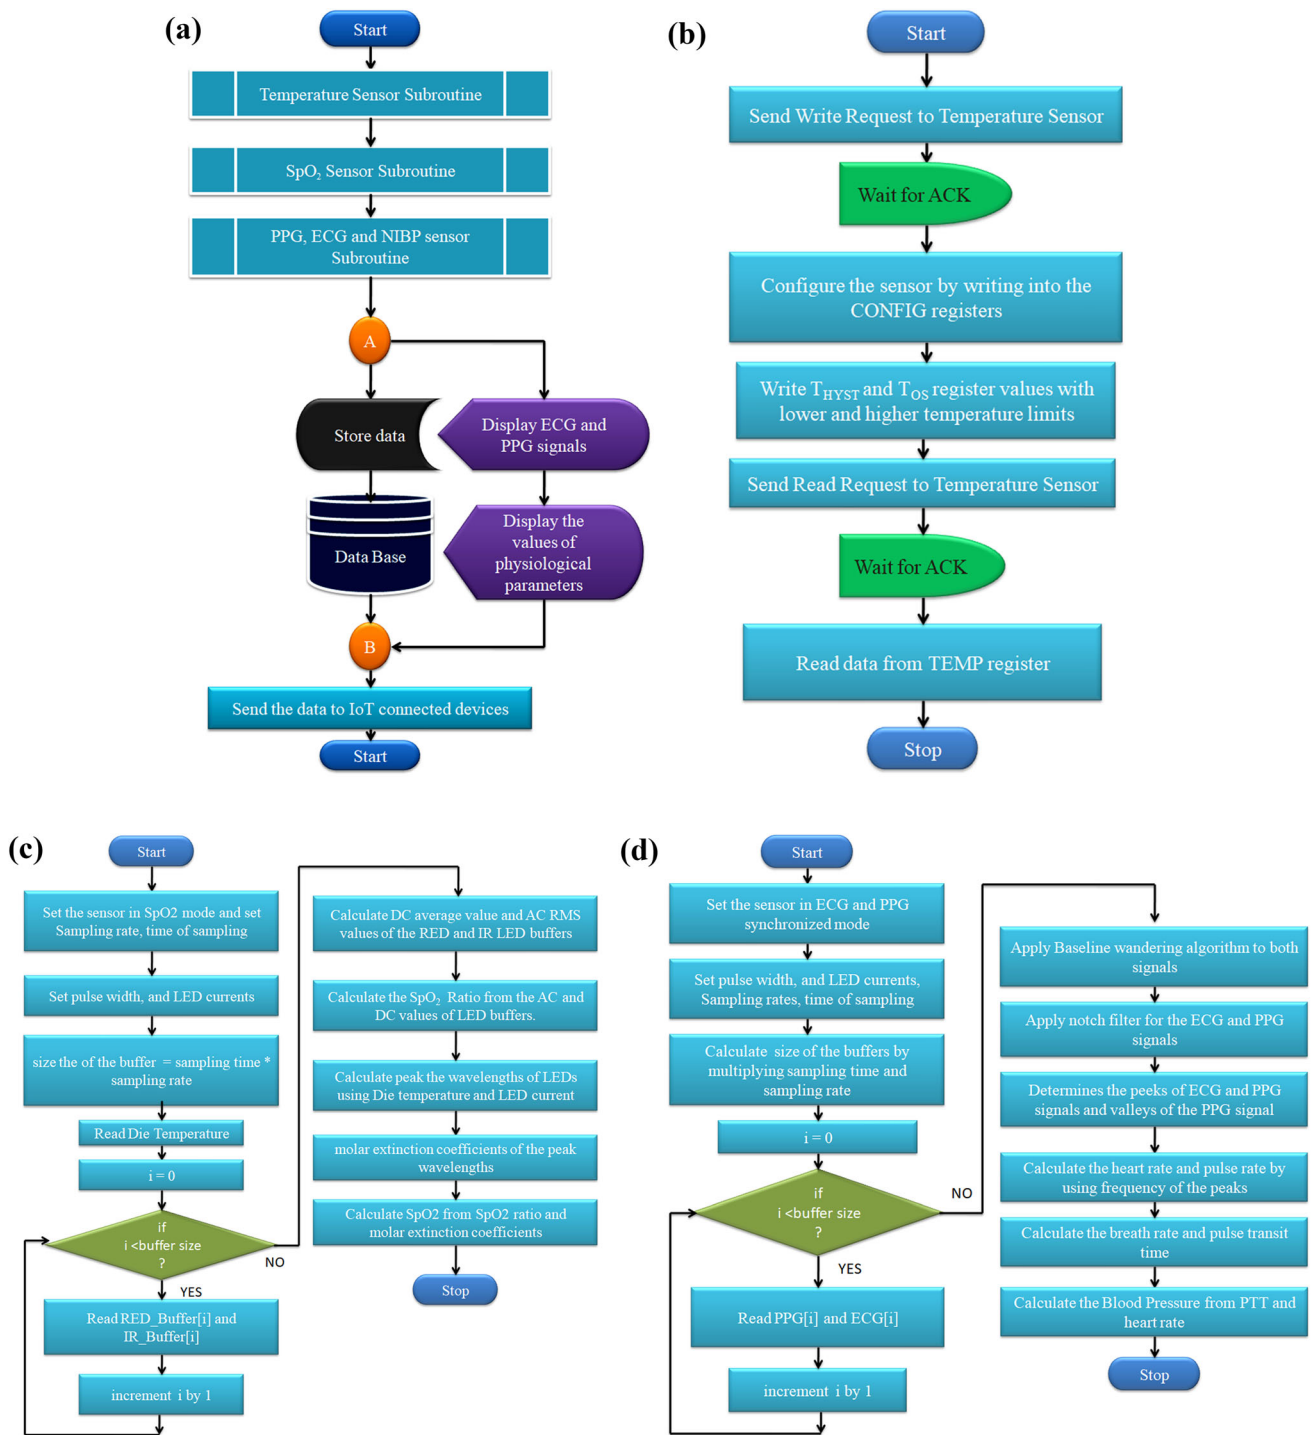 (a)
Start
Temperature Sensor Subroutine
SpO₂ Sensor Subroutine
PPG, ECG and NIBP sensor
Subroutine
A
Store data
Display ECG and
PPG signals
Data Base
Display the
values of
physiological
parameters
B
Send the data to IoT connected devices
Start
(b)
Start
Send Write Request to Temperature Sensor
Wait for ACK
Configure the sensor by writing into the
CONFIG registers
Write T_HYST and T_OS register values with
lower and higher temperature limits
Send Read Request to Temperature Sensor
Wait for ACK
Read data from TEMP register
Stop
(c)
Start
Set the sensor in SpO2 mode and set
Sampling rate, time of sampling
Set pulse width, and LED currents
size the of the buffer = sampling time *
sampling rate
Read Die Temperature
i = 0
if
i <buffer size
?
NO
YES
Read RED_Buffer[i] and
IR_Buffer[i]
increment i by 1
Calculate DC average value and AC RMS
values of the RED and IR LED buffers
Calculate the SpO₂ Ratio from the AC and
DC values of LED buffers.
Calculate peak the wavelengths of LEDs
using Die temperature and LED current
molar extinction coefficients of the peak
wavelengths
Calculate SpO2 from SpO2 ratio and
molar extinction coefficients
Stop
(d)
Start
Set the sensor in ECG and PPG
synchronized mode
Set pulse width, and LED currents,
Sampling rates, time of sampling
Calculate size of the buffers by
multiplying sampling time and
sampling rate
i = 0
if
i <buffer size
?
NO
YES
Read PPG[i] and ECG[i]
increment i by 1
Apply Baseline wandering algorithm to both
signals
Apply notch filter for the ECG and PPG
signals
Determines the peeks of ECG and PPG
signals and valleys of the PPG signal
Calculate the heart rate and pulse rate by
using frequency of the peaks
Calculate the breath rate and pulse transit
time
Calculate the Blood Pressure from PTT and
heart rate
Stop